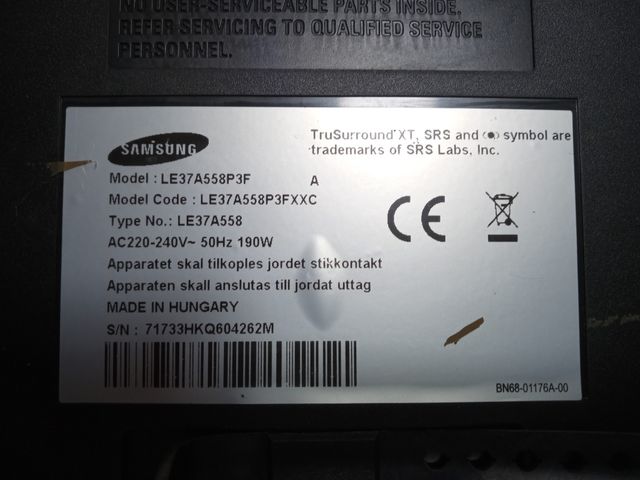 NO USER-SERVICEABLE PARTS INSIDE.
REFER SERVICING TO QUALIFIED SERVICE
PERSONNEL.
SAMSUNG
TruSurround XT, SRS and (●) symbol are
trademarks of SRS Labs, Inc.
Model : LE37A558P3F A
Model Code : LE37A558P3FXXC
Type No.: LE37A558
AC220-240V~ 50Hz 190W
Apparatet skal tilkoples jordet stikkontakt
Apparaten skall anslutas till jordat uttag
MADE IN HUNGARY
S/N : 71733HKQ604262M
CE
BN68-01176A-00